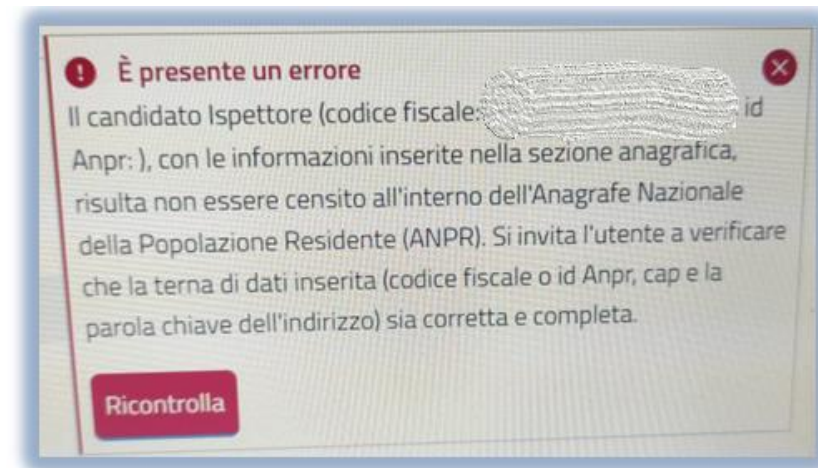 È presente un errore
Il candidato Ispettore (codice fiscale: id
Anpr: ), con le informazioni inserite nella sezione anagrafica,
risulta non essere censito all'interno dell'Anagrafe Nazionale
della Popolazione Residente (ANPR). Si invita l'utente a verificare
che la terna di dati inserita (codice fiscale o id Anpr, cap e la
parola chiave dell'indirizzo) sia corretta e completa.
Ricontrolla